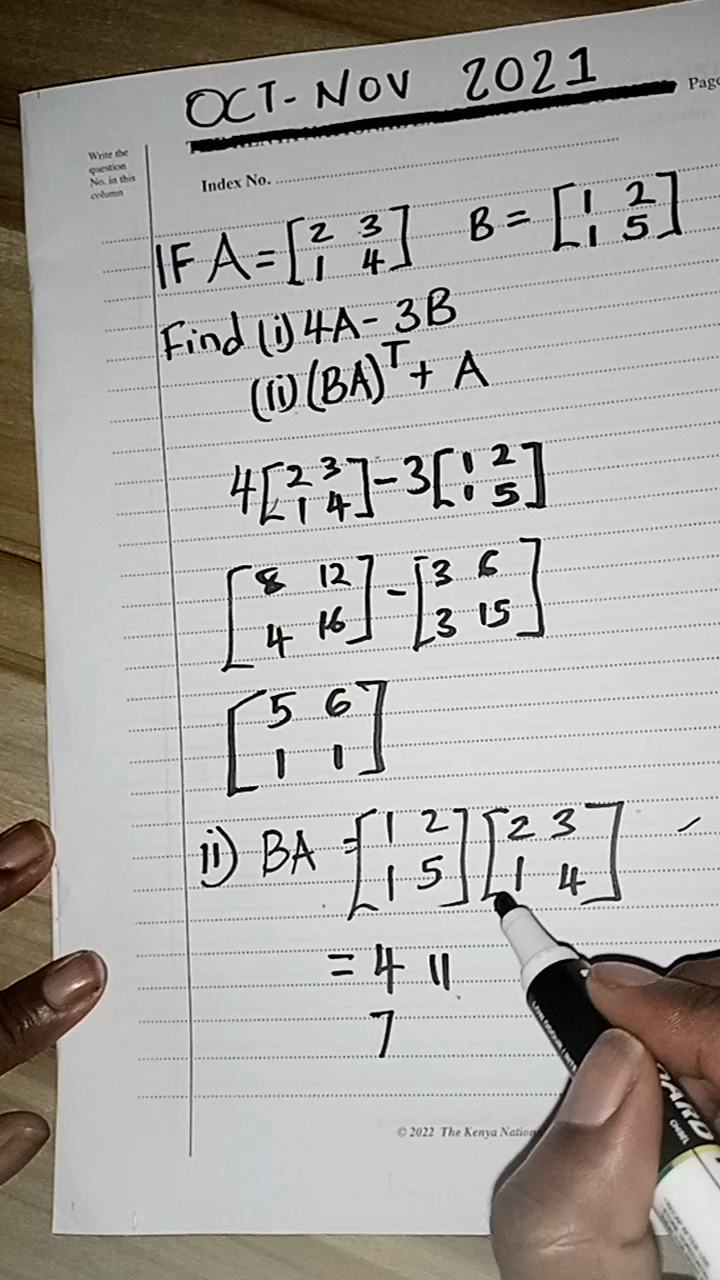 OCT-NOV 2021
Page
Write the
question
No. in this
column
Index No.
IF A = [2 3 B = [1 2
1 4] 1 5]
Find (i) 4A - 3B
(ii) (BA)^T + A
4[2 3 - 3[1 2
1 4] 1 5]
[8 12 - [3 6
4 16] 3 15]
[5 6
1 1]
ii) BA = [1 2 [2 3
1 5] 1 4]
= 4 11
7
© 2022 The Kenya